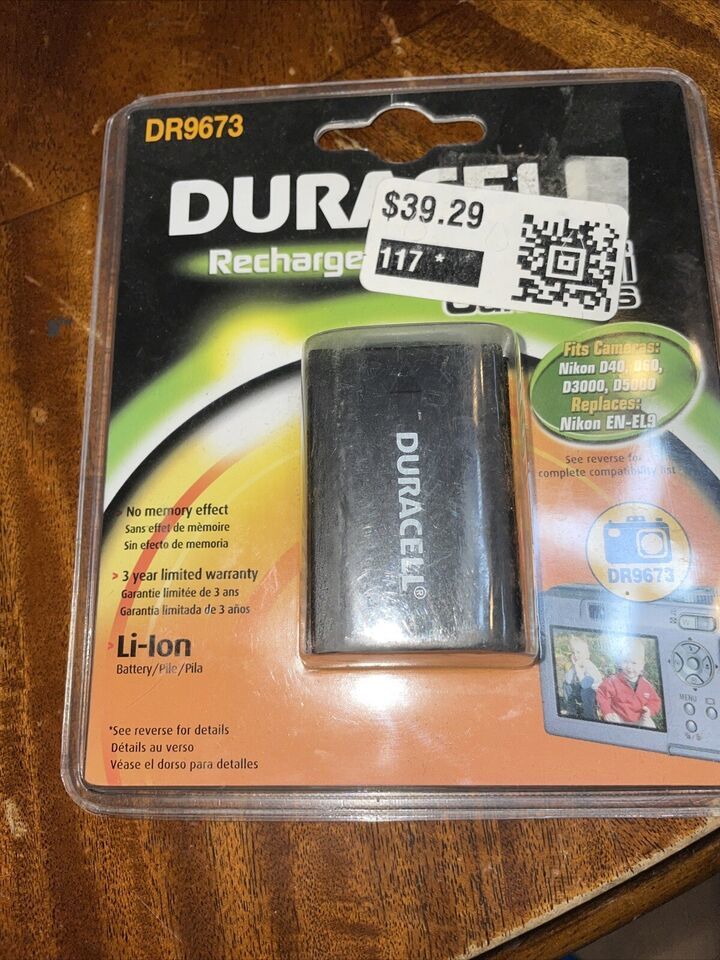 DR9673
DURACELL
$39.29
117 *
Recharge
Fits Cameras:
Nikon D40, D60,
D3000, D5000
Replaces:
Nikon EN-EL9
See reverse for
complete compatibility list
DURACELL®
No memory effect
Sans effet de mèmoire
Sin efecto de memoria
> 3 year limited warranty
Garantie limitée de 3 ans
Garantía limitada de 3 años
> Li-Ion
Battery/Pile/Pila
DR9673
MENU
*See reverse for details
Détails au verso
Véase el dorso para detalles